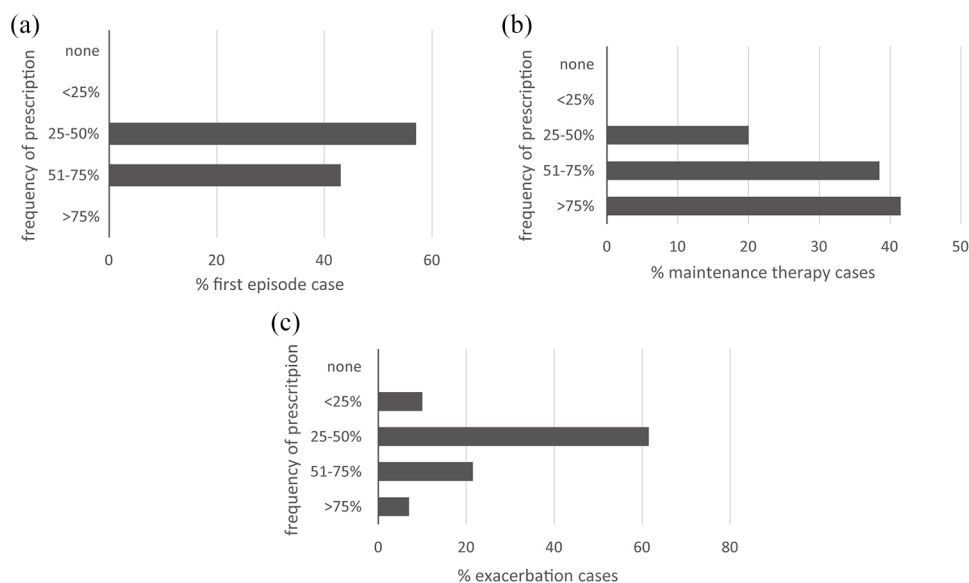 (a)
frequency of prescription
none
<25%
25-50%
51-75%
>75%
0 20 40 60
% first episode case
(b)
frequency of prescription
none
<25%
25-50%
51-75%
>75%
0 10 20 30 40 50
% maintenance therapy cases
(c)
frequency of prescritpion
none
<25%
25-50%
51-75%
>75%
0 20 40 60 80
% exacerbation cases